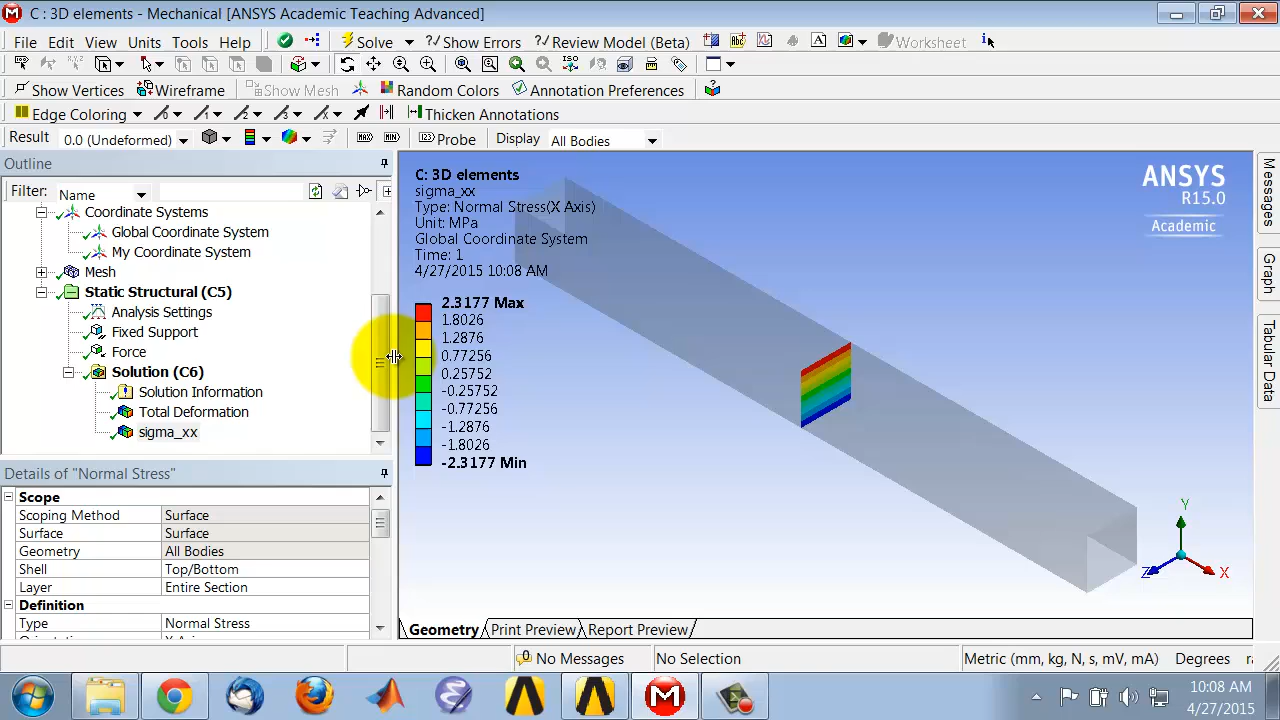 C : 3D elements - Mechanical [ANSYS Academic Teaching Advanced]
File Edit View Units Tools Help Solve Show Errors Review Model (Beta) A Worksheet
Show Vertices Wireframe Show Mesh Random Colors Annotation Preferences
Edge Coloring Thicken Annotations
Result 0.0 (Undeformed) MAX MIN Probe Display All Bodies
Outline
Filter: Name
Coordinate Systems
Global Coordinate System
My Coordinate System
Mesh
Static Structural (C5)
Analysis Settings
Fixed Support
Force
Solution (C6)
Solution Information
Total Deformation
sigma_xx
Details of "Normal Stress"
Scope
Scoping Method Surface
Surface Surface
Geometry All Bodies
Shell Top/Bottom
Layer Entire Section
Definition
Type Normal Stress
C: 3D elements
sigma_xx
Type: Normal Stress(X Axis)
Unit: MPa
Global Coordinate System
Time: 1
4/27/2015 10:08 AM
2.3177 Max
1.8026
1.2876
0.77256
0.25752
-0.25752
-0.77256
-1.2876
-1.8026
-2.3177 Min
ANSYS
R15.0
Academic
Y
Z
X
Messages
Graph
Tabular Data
Geometry Print Preview Report Preview
0 No Messages No Selection Metric (mm, kg, N, s, mV, mA) Degrees
10:08 AM
4/27/2015